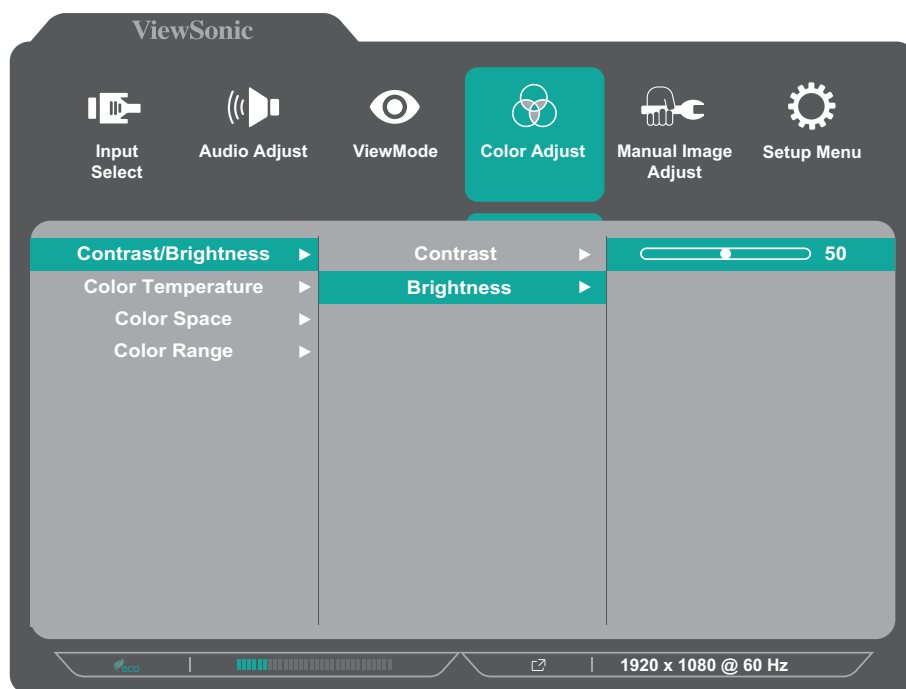 ViewSonic
Input
Select
Audio Adjust
ViewMode
Color Adjust
Manual Image
Adjust
Setup Menu
Contrast/Brightness
Contrast
50
Color Temperature
Brightness
Color Space
Color Range
eco
1920 x 1080 @ 60 Hz